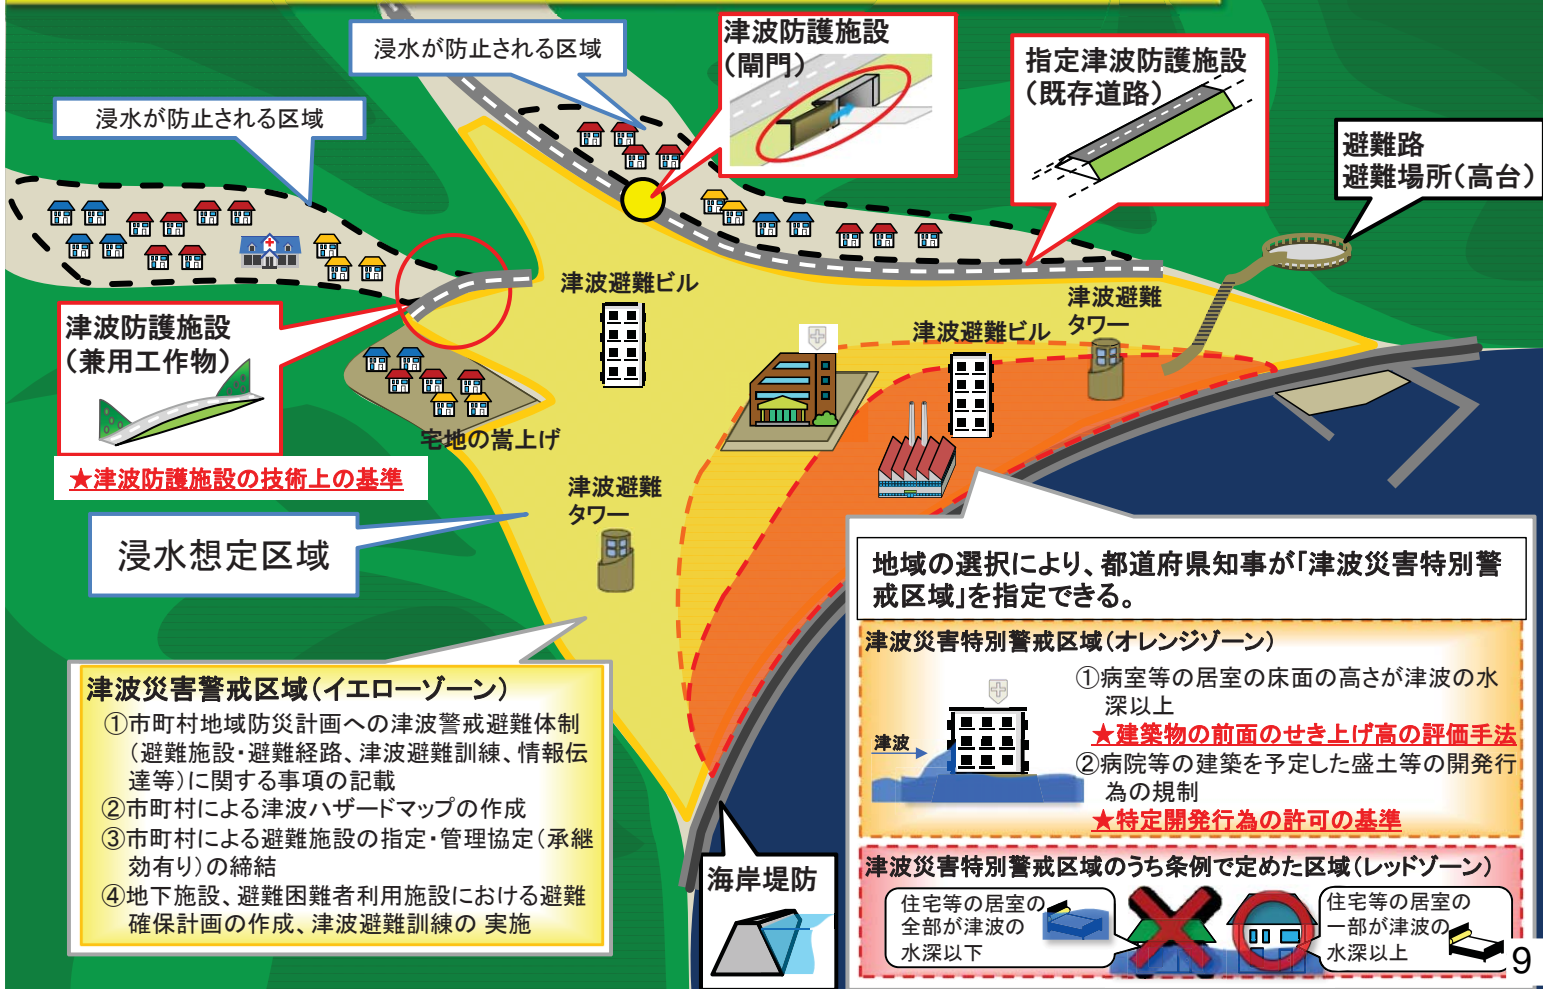 浸水が防止される区域
浸水が防止される区域
津波防護施設
(閘門)
指定津波防護施設
(既存道路)
避難路
避難場所(高台)
津波避難ビル
津波避難
タワー
津波避難ビル
津波防護施設
(兼用工作物)
宅地の嵩上げ
★津波防護施設の技術上の基準
津波避難
タワー
浸水想定区域
地域の選択により、都道府県知事が「津波災害特別警
戒区域」を指定できる。
津波災害特別警戒区域(オレンジゾーン)
①病室等の居室の床面の高さが津波の水
深以上
★建築物の前面のせき上げ高の評価手法
②病院等の建築を予定した盛土等の開発行
為の規制
★特定開発行為の許可の基準
津波
津波災害警戒区域(イエローゾーン)
①市町村地域防災計画への津波警戒避難体制
(避難施設・避難経路、津波避難訓練、情報伝
達等)に関する事項の記載
②市町村による津波ハザードマップの作成
③市町村による避難施設の指定・管理協定(承継
効有り)の締結
④地下施設、避難困難者利用施設における避難
確保計画の作成、津波避難訓練の 実施
海岸堤防
津波災害特別警戒区域のうち条例で定めた区域(レッドゾーン)
住宅等の居室の
全部が津波の
水深以下
住宅等の居室の
一部が津波の
水深以上
9